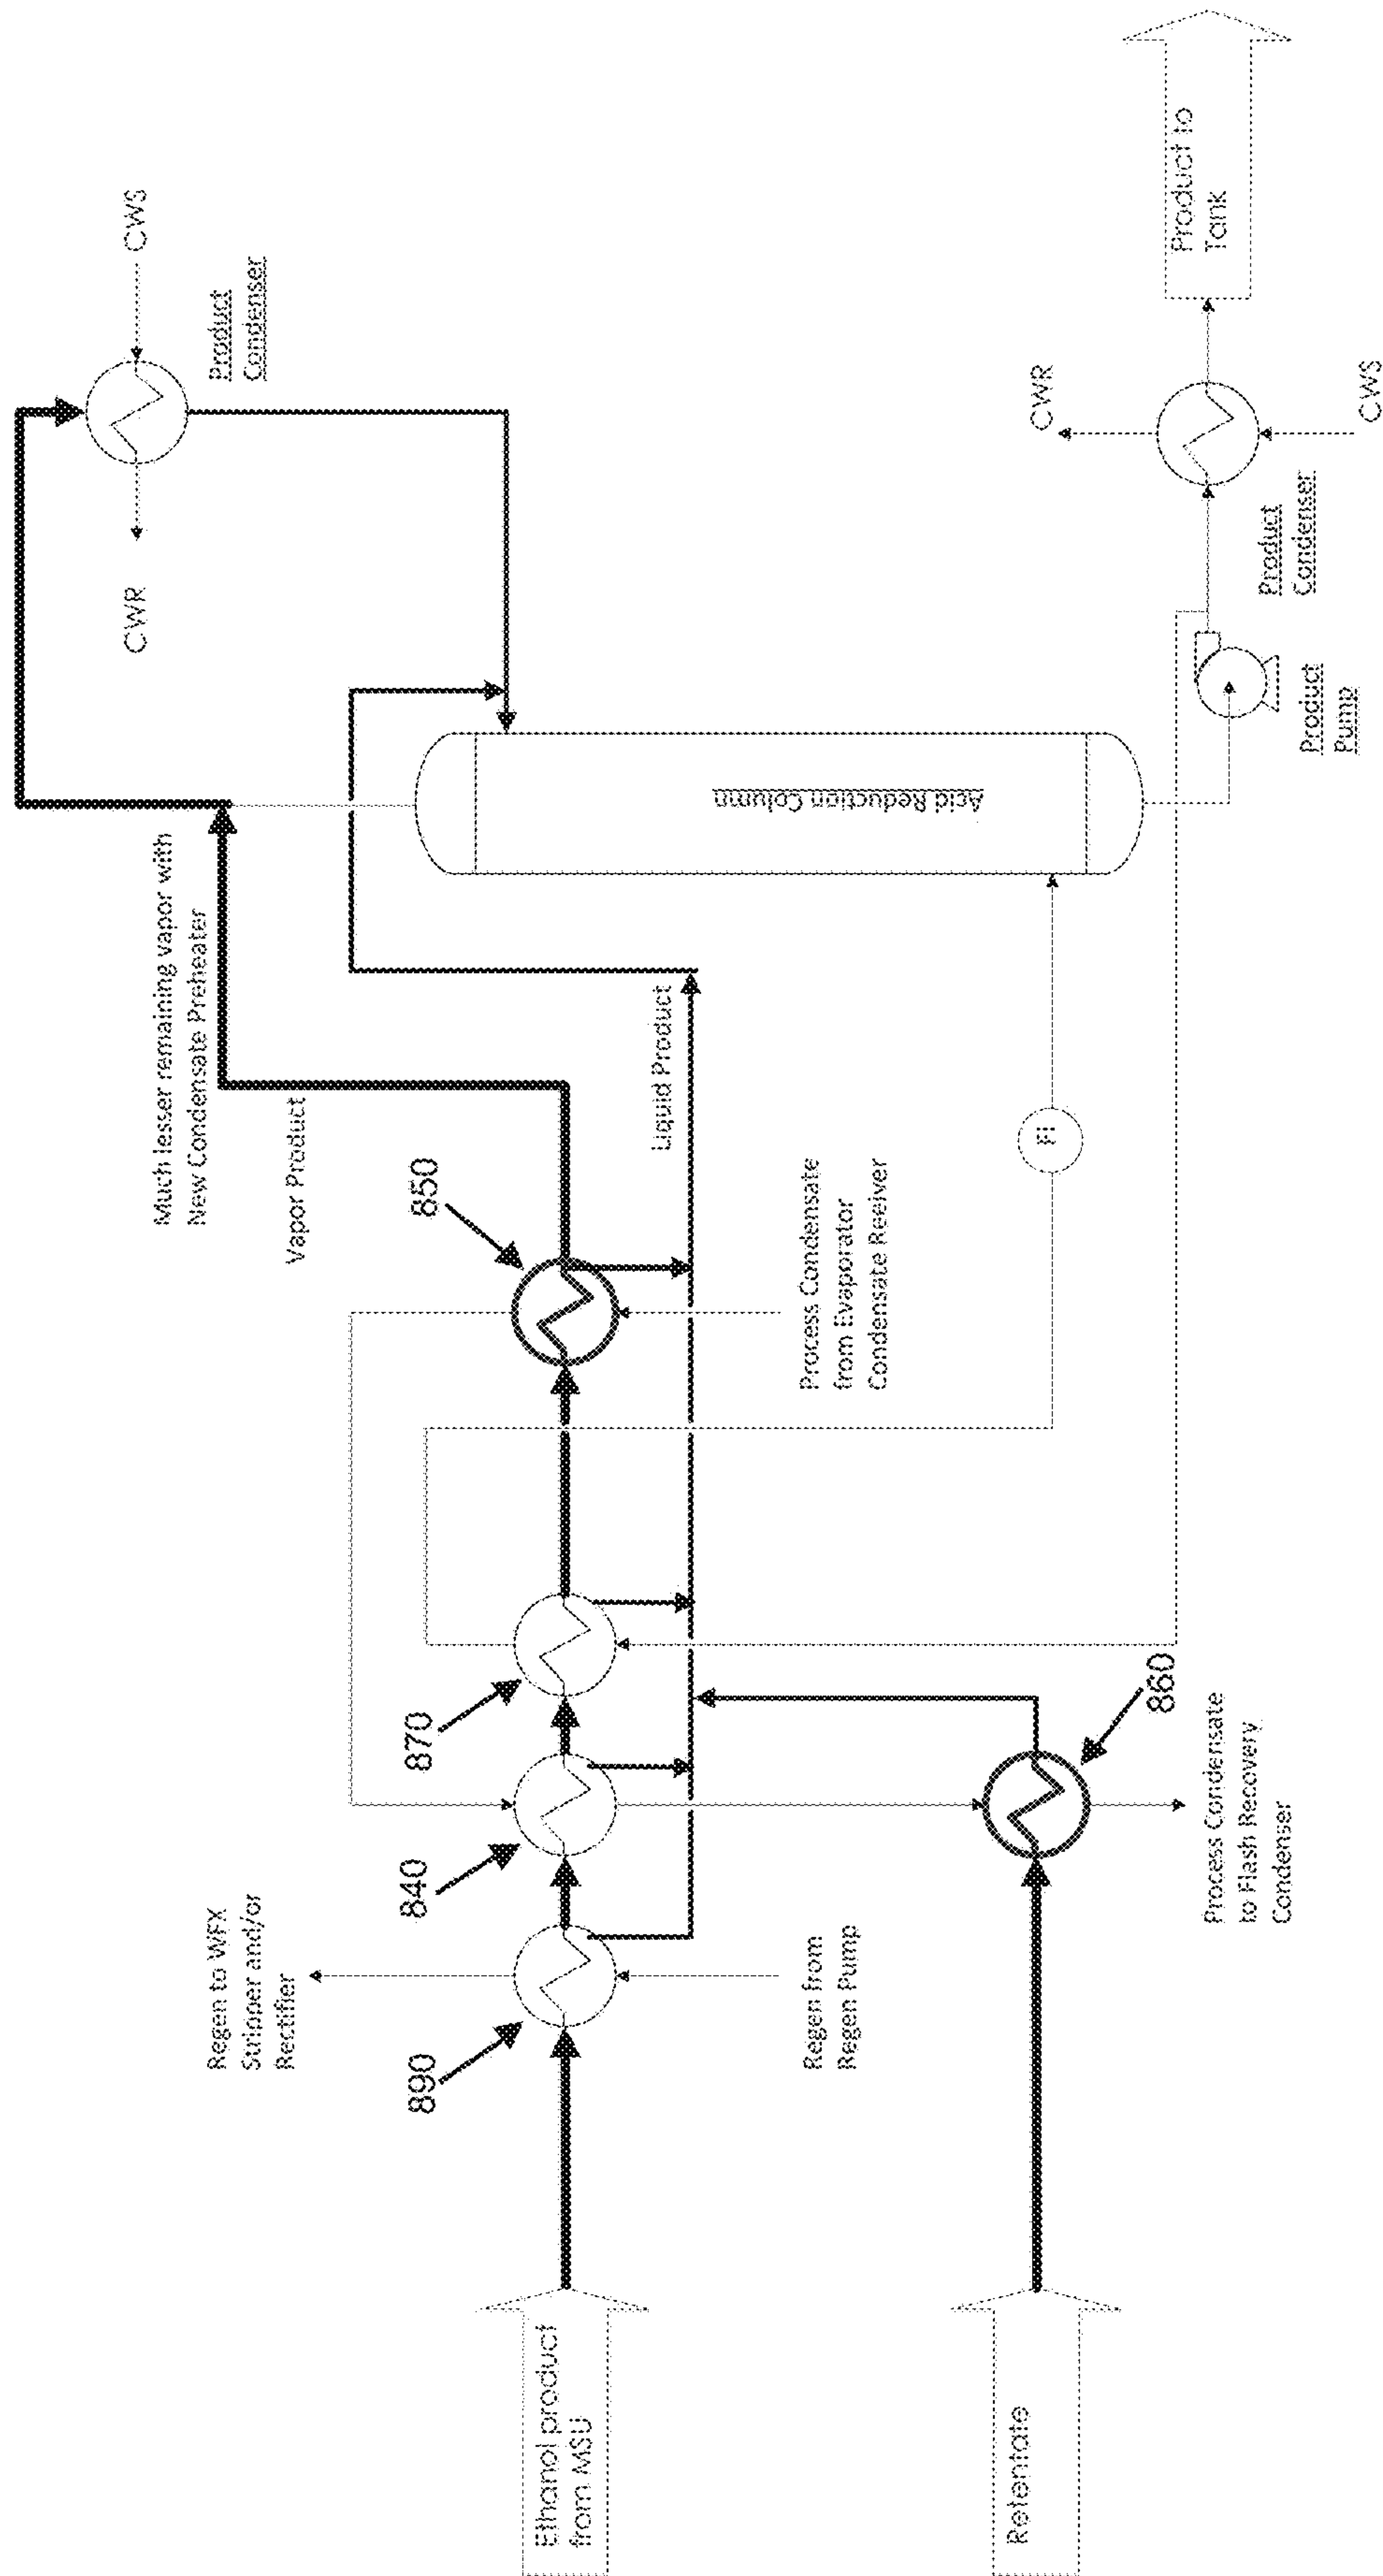 Ethanol product
from MSU
Retentate
890
Regen to WFX
Stripper and/or
Rectifier
Regen from
Regen Pump
840
870
860
Process Condensate
to Flash Recovery
Condenser
850
Process Condensate
from Evaporator
Condensate Reeiver
Much lesser remaining vapor with
New Condensate Preheater
Vapor Product
Liquid Product
FI
Acid Reduction Column
CWR
CWS
Product
Condenser
Product
Pump
Product
Condenser
CWR
CWS
Product to
Tank